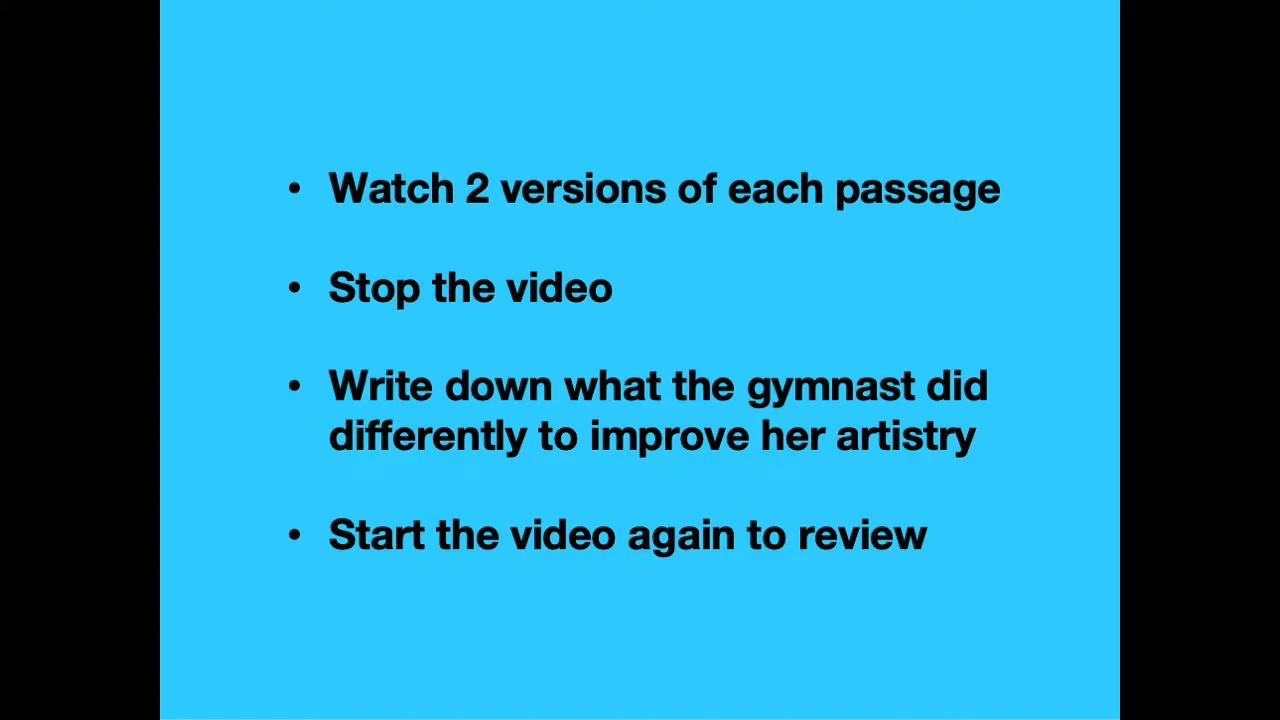 • Watch 2 versions of each passage
• Stop the video
• Write down what the gymnast did
differently to improve her artistry
• Start the video again to review